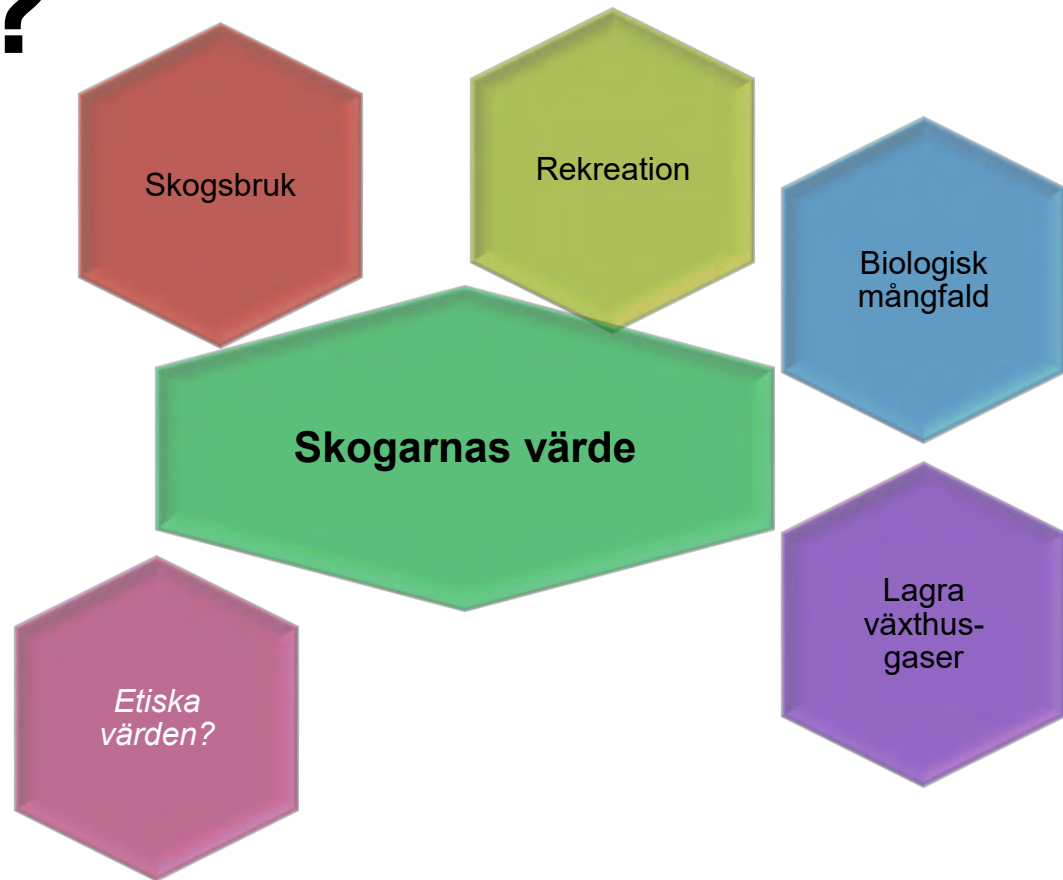 ?
Skogsbruk
Rekreation
Biologisk
mångfald
Skogarnas värde
Lagra
växthus-
gaser
Etiska
värden?